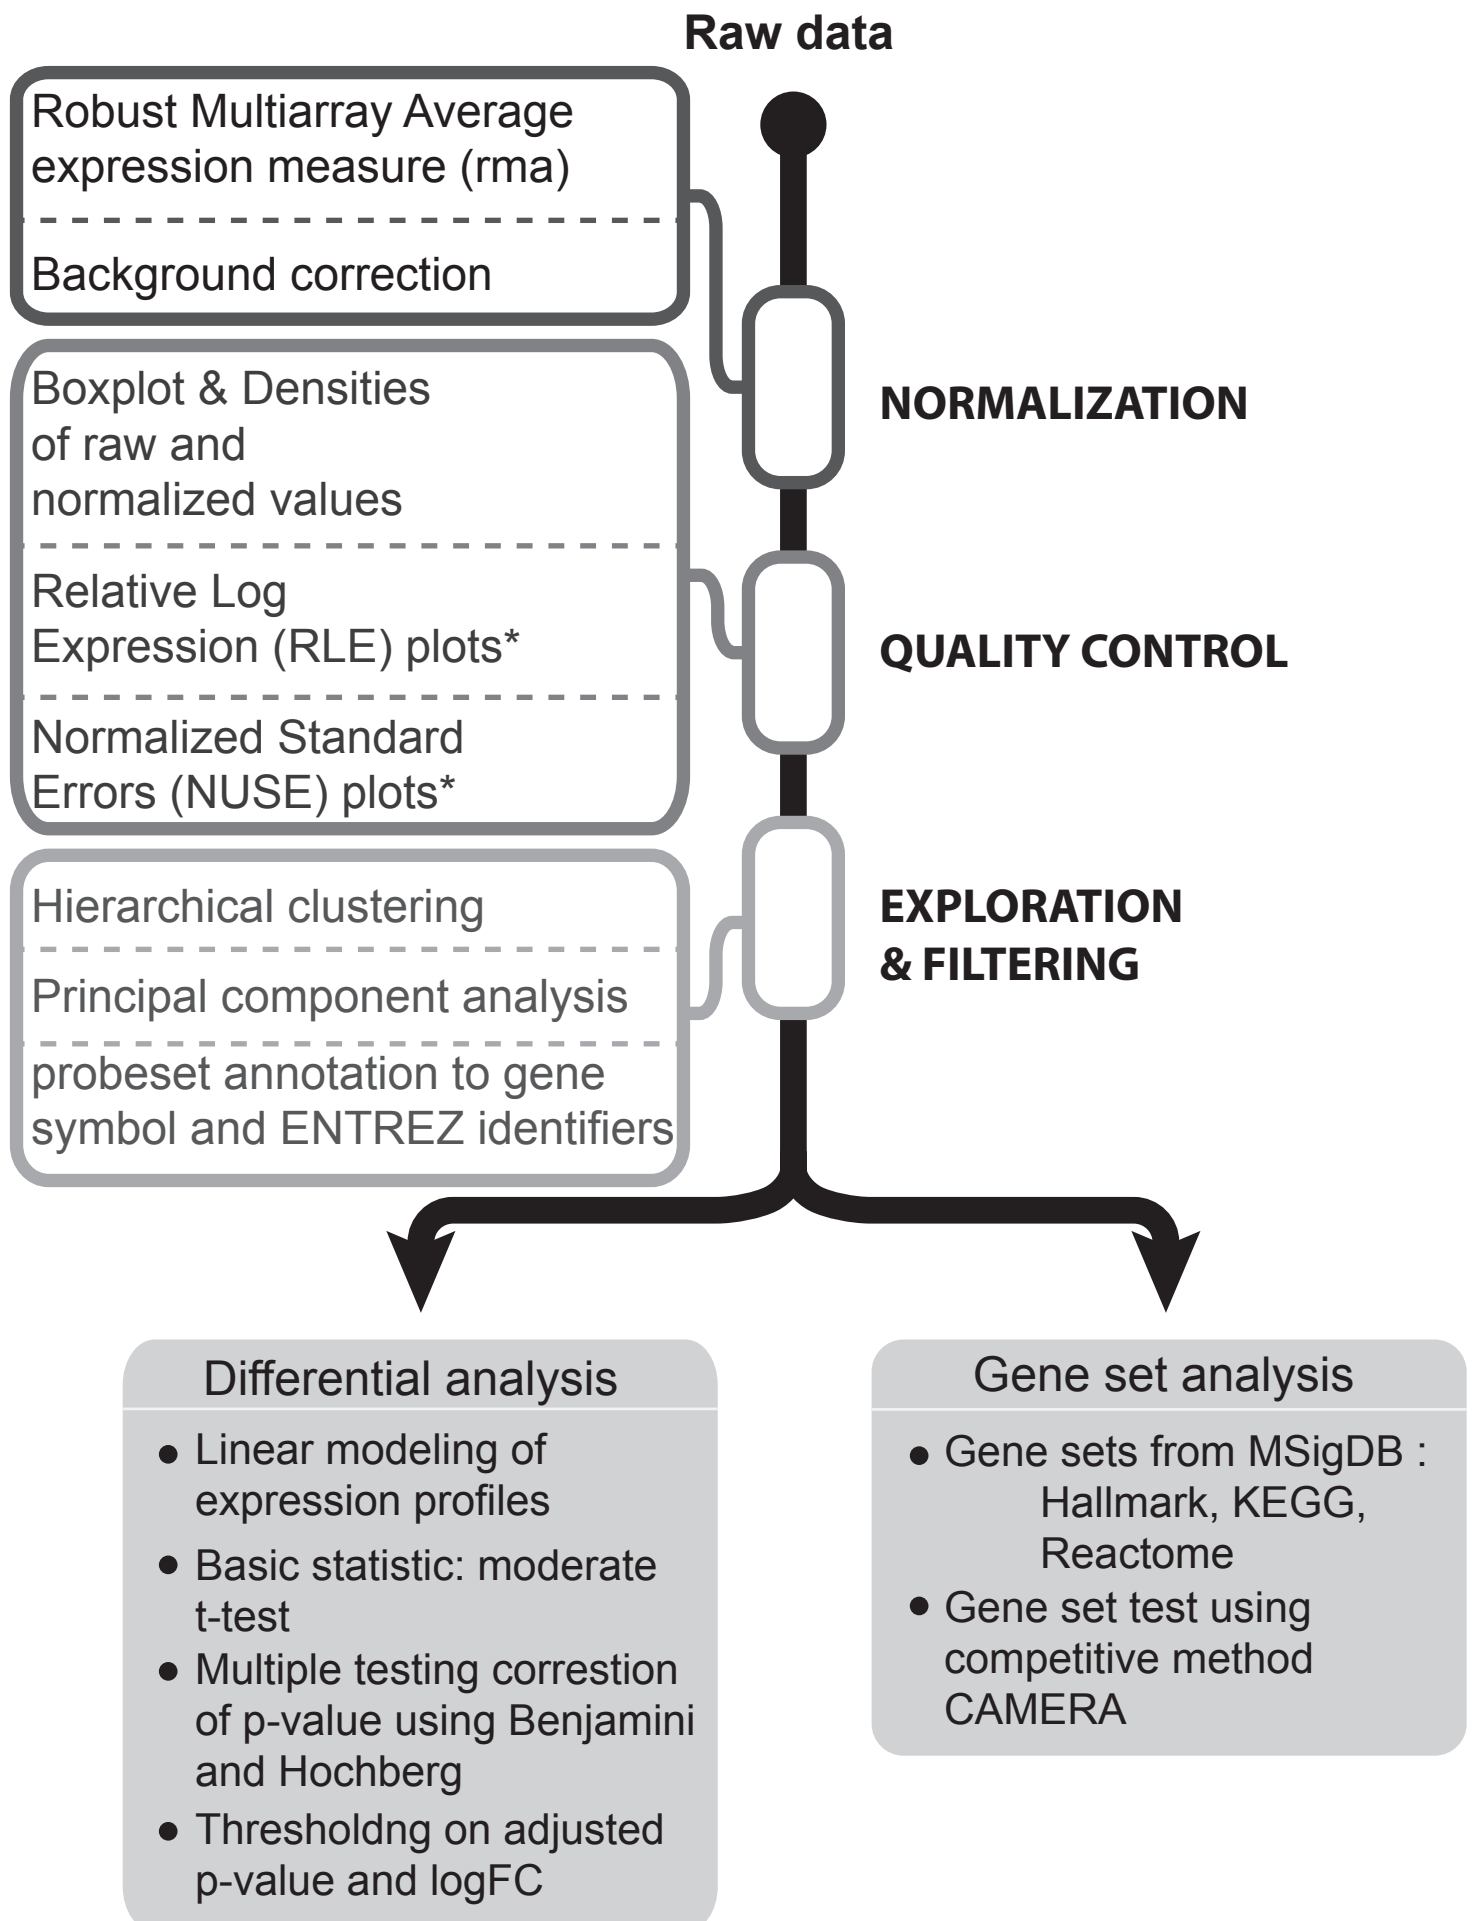 Raw data
Robust Multiarray Average
expression measure (rma)
Background correction
NORMALIZATION
Boxplot & Densities
of raw and
normalized values
Relative Log
Expression (RLE) plots*
Normalized Standard
Errors (NUSE) plots*
QUALITY CONTROL
Hierarchical clustering
Principal component analysis
probeset annotation to gene
symbol and ENTREZ identifiers
EXPLORATION
& FILTERING
Differential analysis
● Linear modeling of
expression profiles
● Basic statistic: moderate
t-test
● Multiple testing correstion
of p-value using Benjamini
and Hochberg
● Thresholdng on adjusted
p-value and logFC
Gene set analysis
● Gene sets from MSigDB :
Hallmark, KEGG,
Reactome
● Gene set test using
competitive method
CAMERA